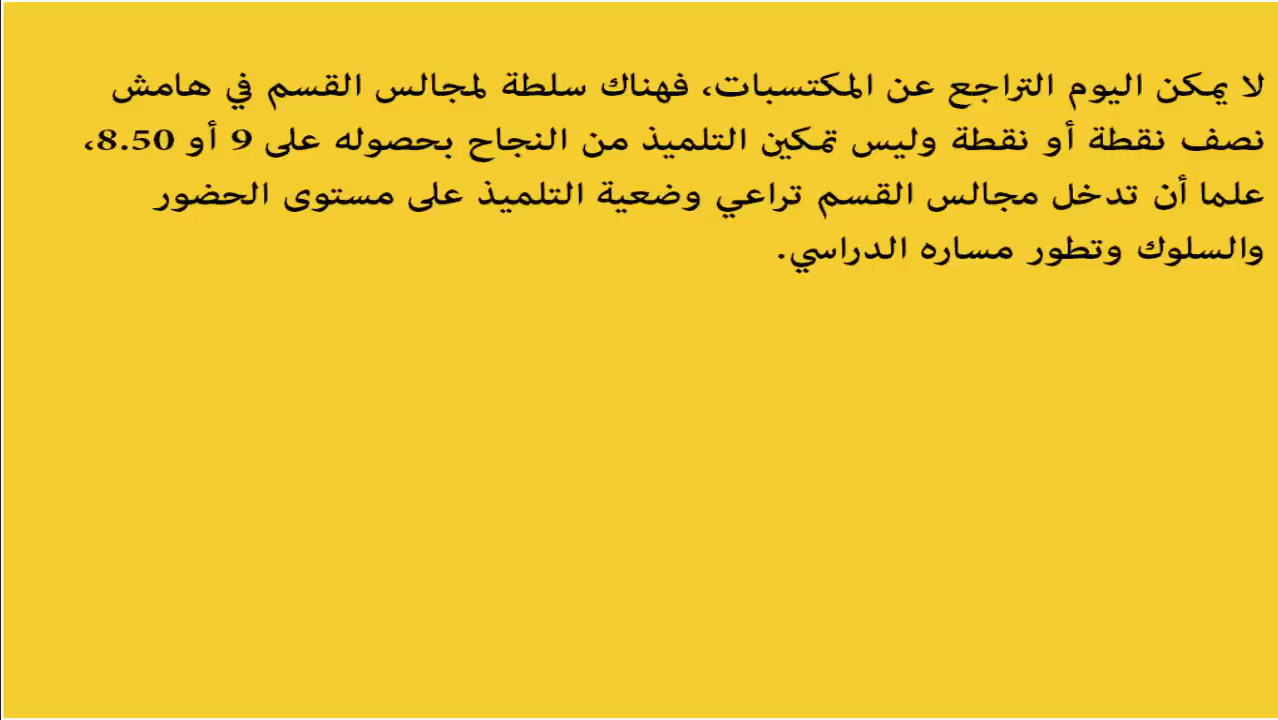 لا يمكن اليوم التراجع عن المكتسبات، فهناك سلطة لمجالس القسم في هامش
نصف نقطة أو نقطة وليس تمكين التلميذ من النجاح بحصوله على 9 أو 8.50،
علما أن تدخل مجالس القسم تراعي وضعية التلميذ على مستوى الحضور
والسلوك وتطور مساره الدراسي.